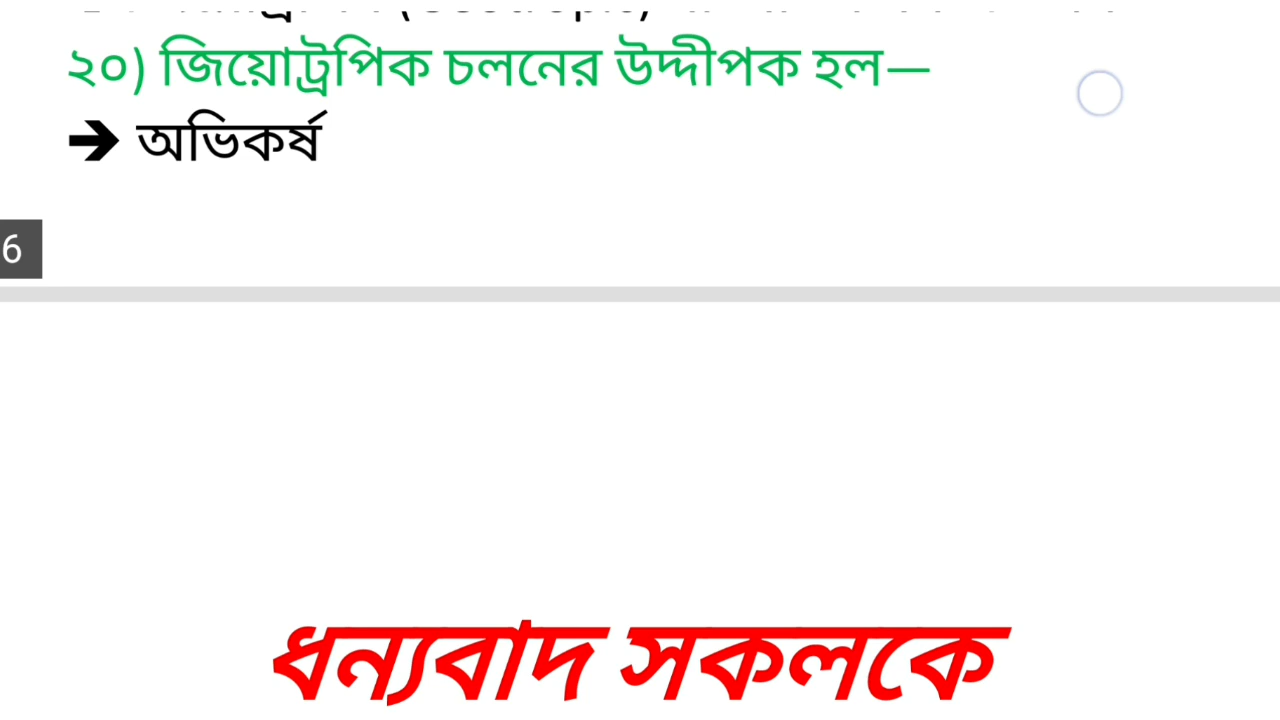 ২০) জিয়োট্রপিক চলনের উদ্দীপক হল—
➔ অভিকর্ষ
6
ধন্যবাদ সকলকে